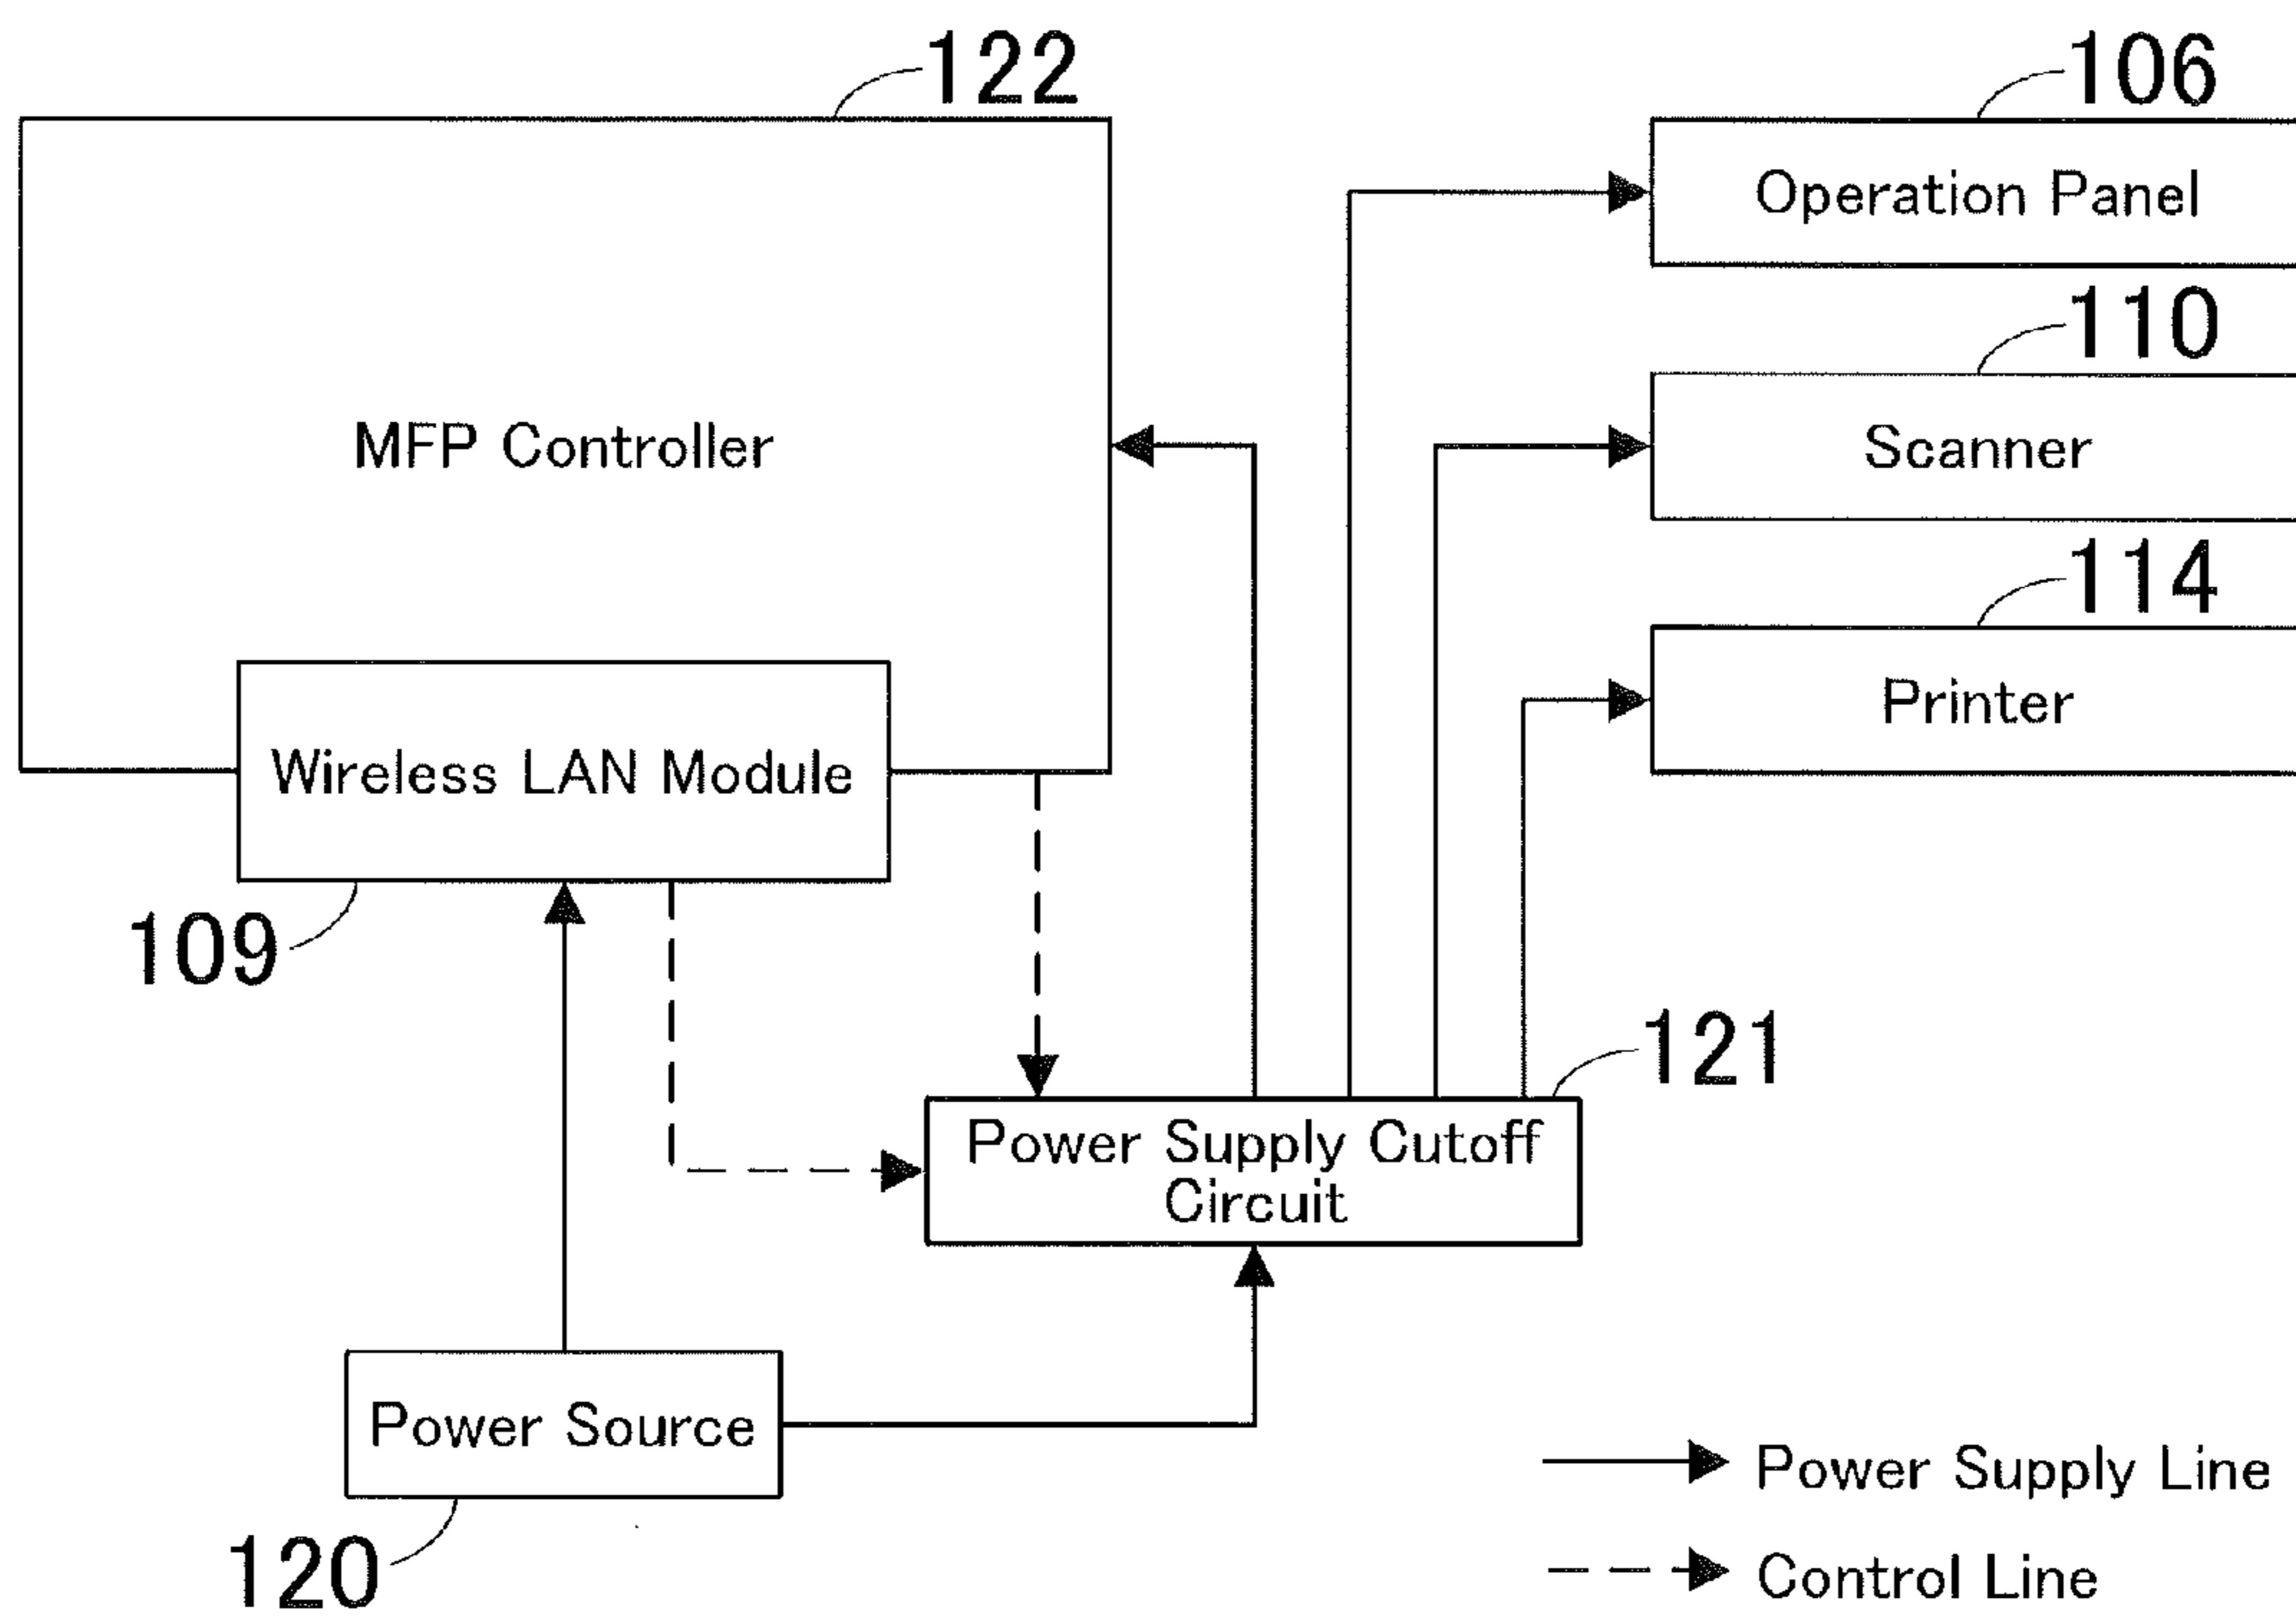 122
106
Operation Panel
110
MFP Controller
Scanner
114
Printer
Wireless LAN Module
109
121
Power Supply Cutoff
Circuit
Power Source
120
Power Supply Line
Control Line